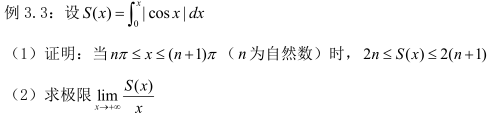 例 3.3：设 S(x)=∫₀ˣ|cos x|dx
（1）证明：当 nπ≤x≤(n+1)π （n 为自然数）时，2n≤S(x)≤2(n+1)
（2）求极限 lim x→+∞ S(x)/x